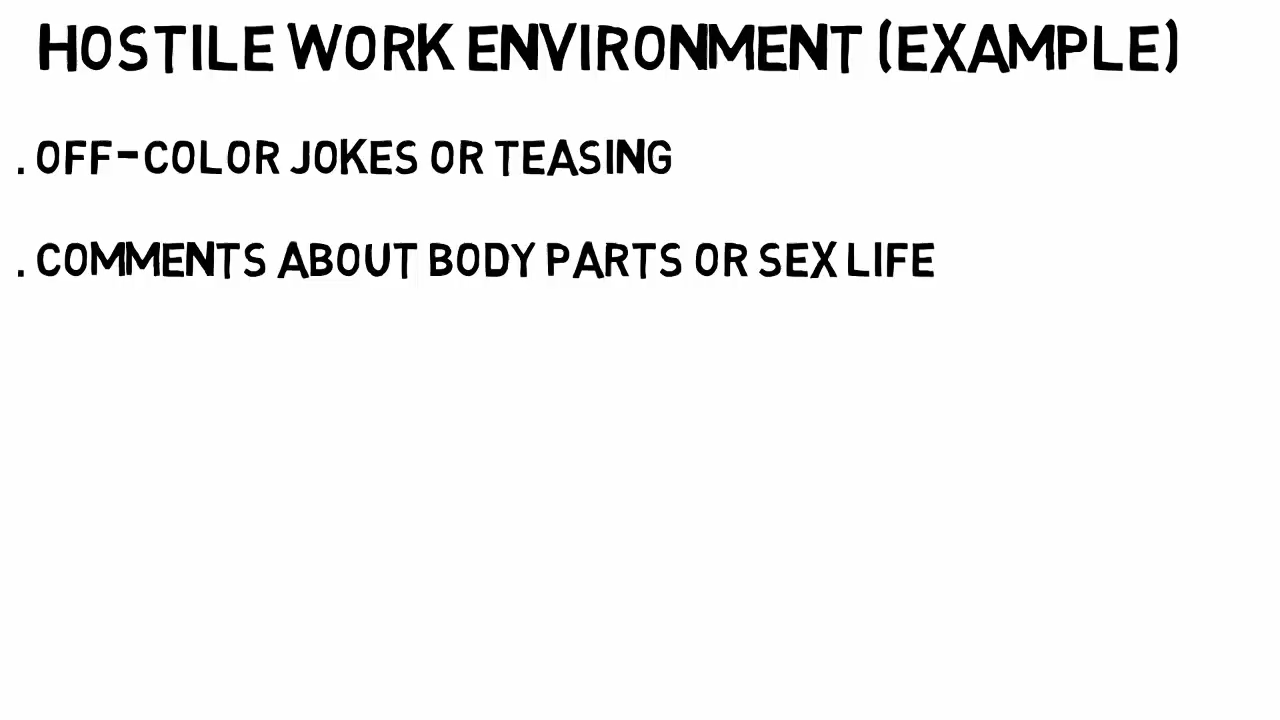 HOSTILE WORK ENVIRONMENT (EXAMPLE)
. OFF-COLOR JOKES OR TEASING
. COMMENTS ABOUT BODY PARTS OR SEX LIFE